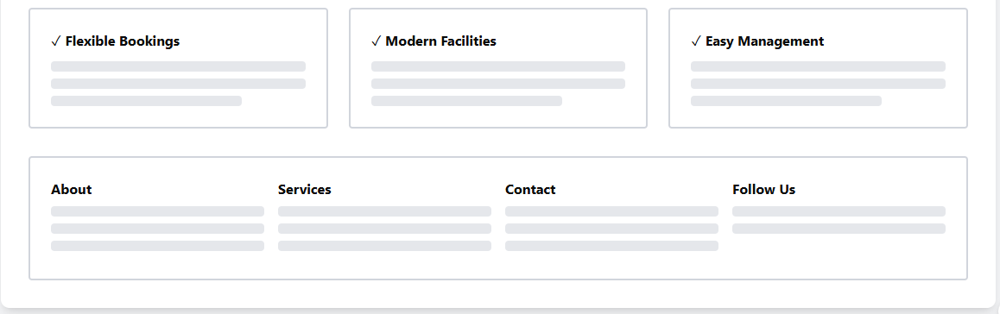 ✓ Flexible Bookings
✓ Modern Facilities
✓ Easy Management
About
Services
Contact
Follow Us